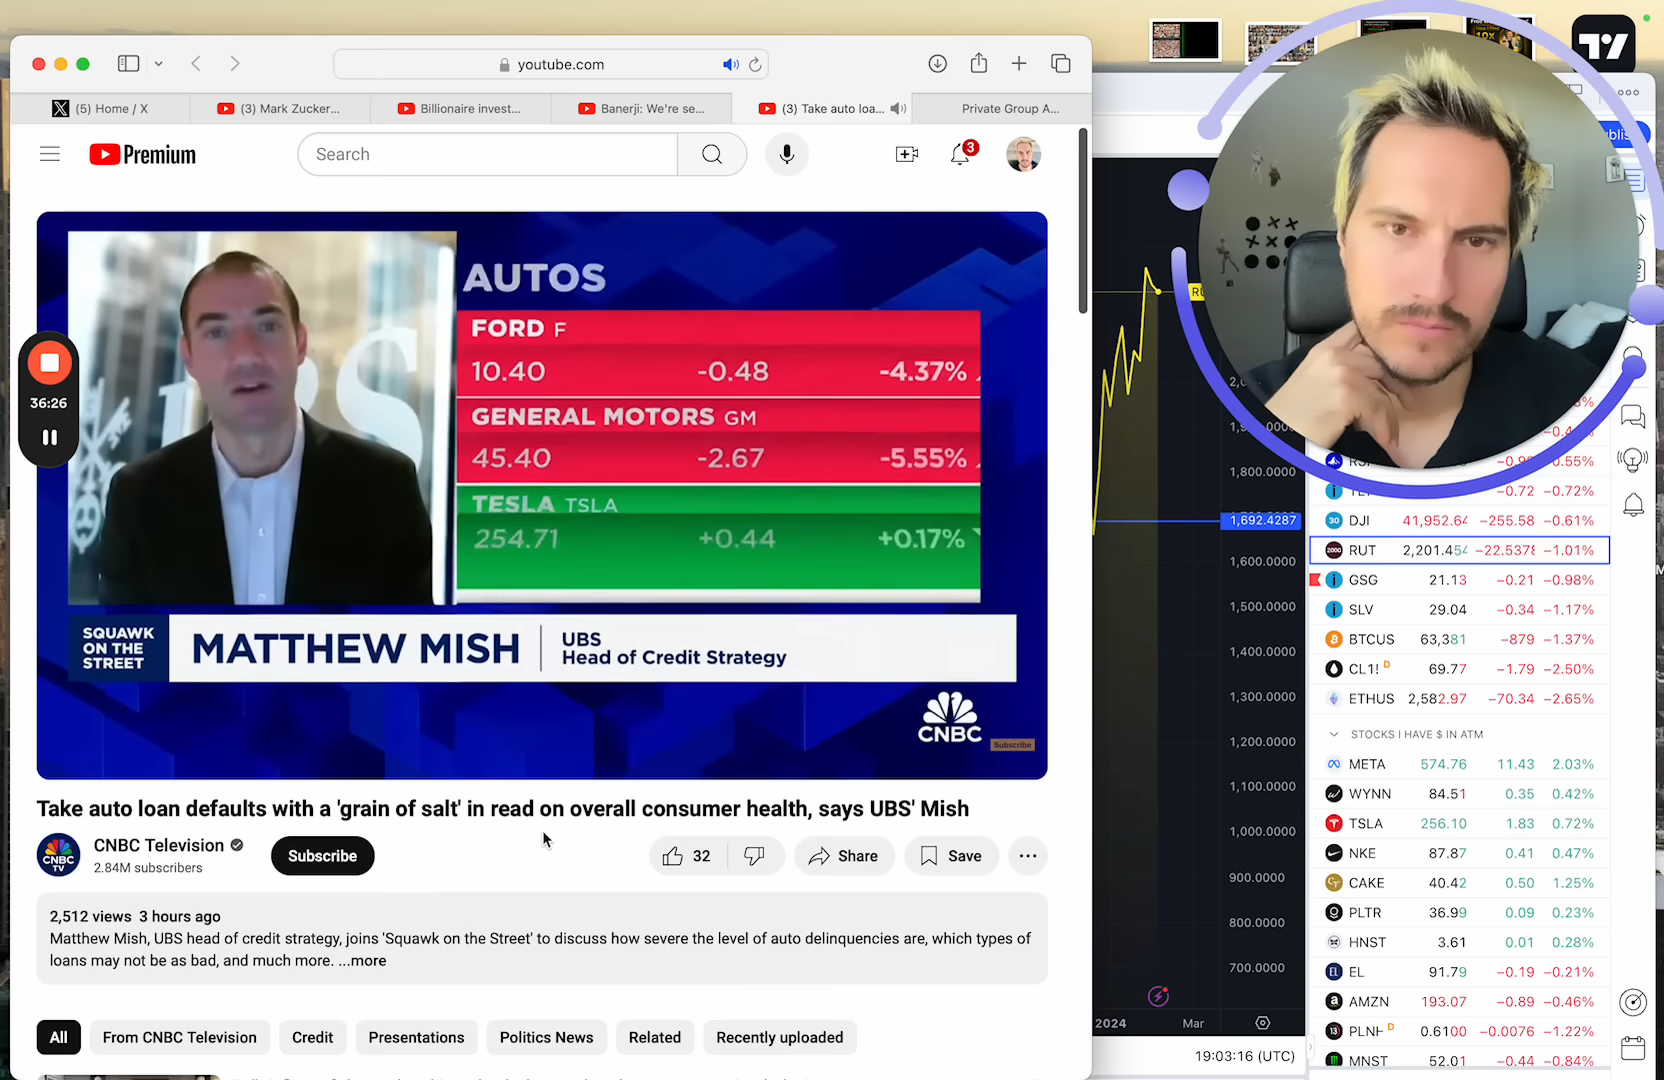 youtube.com
(5) Home / X
(3) Mark Zucker...
Billionaire invest...
Banerji: We're se...
(3) Take auto loa...
Private Group A...
Premium
Search
3
AUTOS
FORD F
10.40 -0.48 -4.37%
GENERAL MOTORS GM
45.40 -2.67 -5.55%
TESLA TSLA
254.71 +0.44 +0.17%
SQUAWK
ON THE
STREET
MATTHEW MISH
UBS
Head of Credit Strategy
CNBC
Subscribe
36:26
Take auto loan defaults with a 'grain of salt' in read on overall consumer health, says UBS' Mish
CNBC
TV
CNBC Television
2.84M subscribers
Subscribe
32
Share
Save
2,512 views 3 hours ago
Matthew Mish, UBS head of credit strategy, joins 'Squawk on the Street' to discuss how severe the level of auto delinquencies are, which types of
loans may not be as bad, and much more. ...more
All
From CNBC Television
Credit
Presentations
Politics News
Related
Recently uploaded
1,800.0000
1,692.4287
1,600.0000
1,500.0000
1,400.0000
1,300.0000
1,200.0000
1,100.0000
1,000.0000
900.0000
800.0000
700.0000
2024
Mar
19:03:16 (UTC)
-0.55%
-0.72 -0.72%
30 DJI 41,952.64 -255.58 -0.61%
2000 RUT 2,201.454 -22.5378 -1.01%
GSG 21.13 -0.21 -0.98%
SLV 29.04 -0.34 -1.17%
BTCUS 63,381 -879 -1.37%
CL1! D 69.77 -1.79 -2.50%
ETHUS 2,582.97 -70.34 -2.65%
STOCKS I HAVE $ IN ATM
META 574.76 11.43 2.03%
WYNN 84.51 0.35 0.42%
TSLA 256.10 1.83 0.72%
NKE 87.87 0.41 0.47%
CAKE 40.42 0.50 1.25%
PLTR 36.99 0.09 0.23%
HNST 3.61 0.01 0.28%
EL EL 91.79 -0.19 -0.21%
AMZN 193.07 -0.89 -0.46%
13 PLNH D 0.6100 -0.0076 -1.22%
MNST 52.01 -0.44 -0.84%